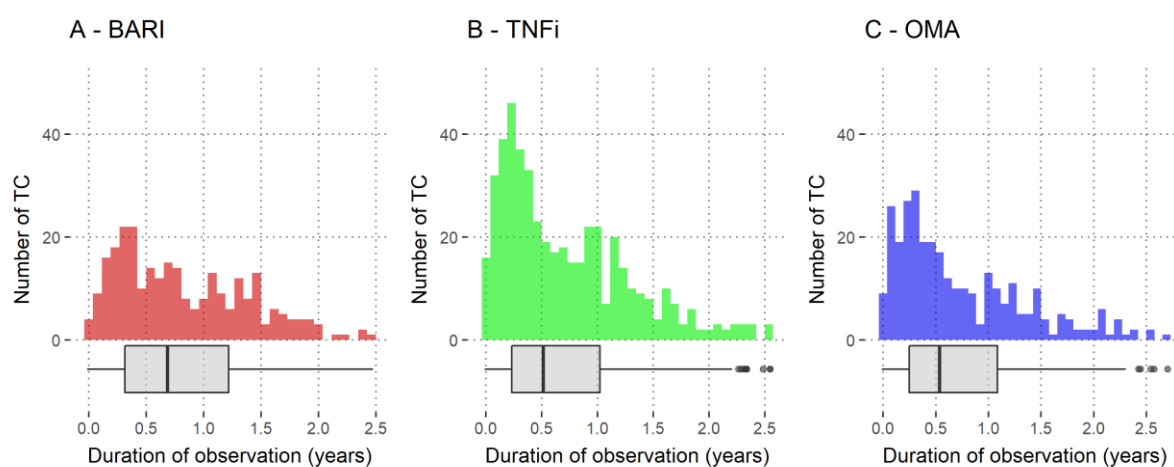 A - BARI
B - TNFi
C - OMA
Number of TC
40
20
0
0.0 0.5 1.0 1.5 2.0 2.5
Duration of observation (years)
Number of TC
40
20
0
0.0 0.5 1.0 1.5 2.0 2.5
Duration of observation (years)
Number of TC
40
20
0
0.0 0.5 1.0 1.5 2.0 2.5
Duration of observation (years)